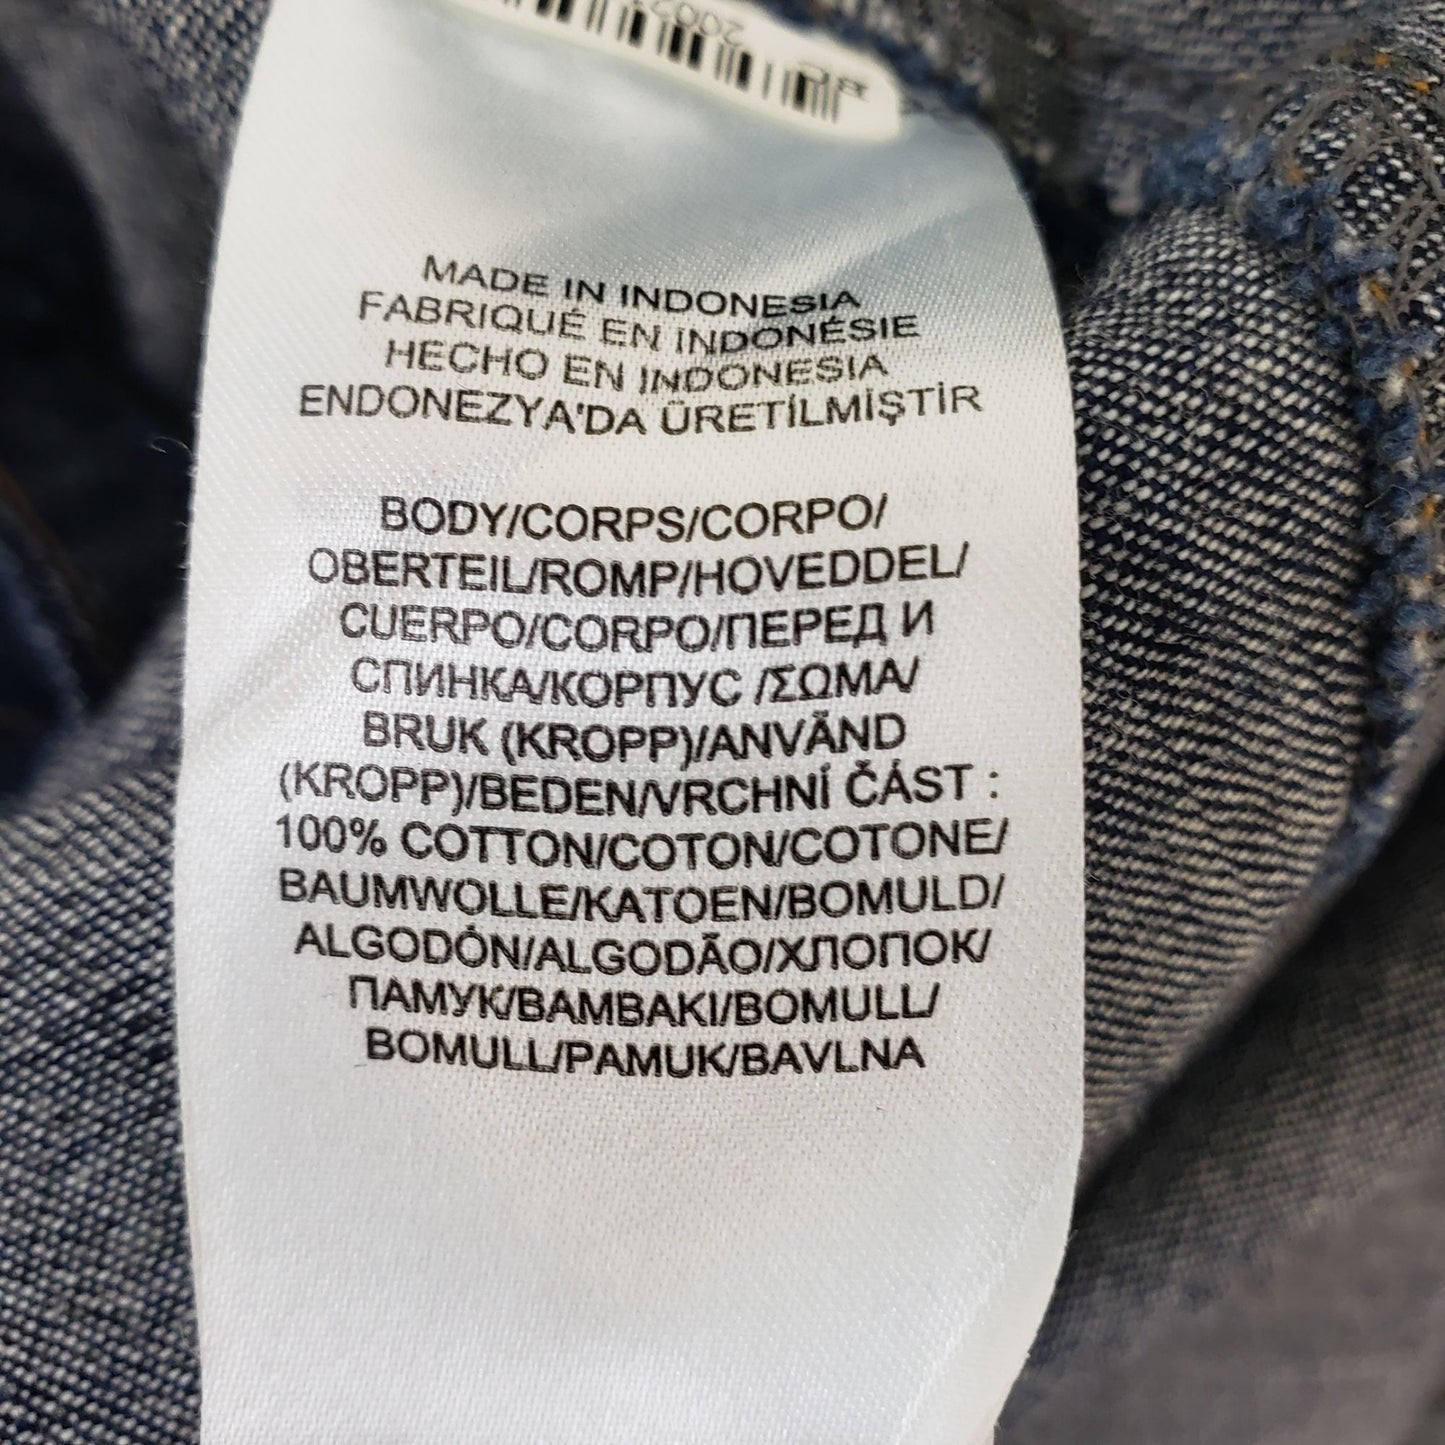 MADE IN INDONESIA
FABRIQUÉ EN INDONÉSIE
HECHO EN INDONESIA
ENDONEZYA'DA ÜRETİLMİŞTİR
BODY/CORPS/CORPO/
OBERTEIL/ROMP/HOVEDDEL/
CUERPO/CORPO/ПЕРЕД И
СПИНКА/КОРПУС /ΣΩΜΑ/
BRUK (KROPP)/ANVÄND
(KROPP)/BEDEN/VRCHNÍ ČÁST :
100% COTTON/COTON/COTONE/
BAUMWOLLE/KATOEN/BOMULD/
ALGODÓN/ALGODÃO/ХЛОПОК/
ПАМУК/BAMBAKI/BOMULL/
BOMULL/PAMUK/BAVLNA